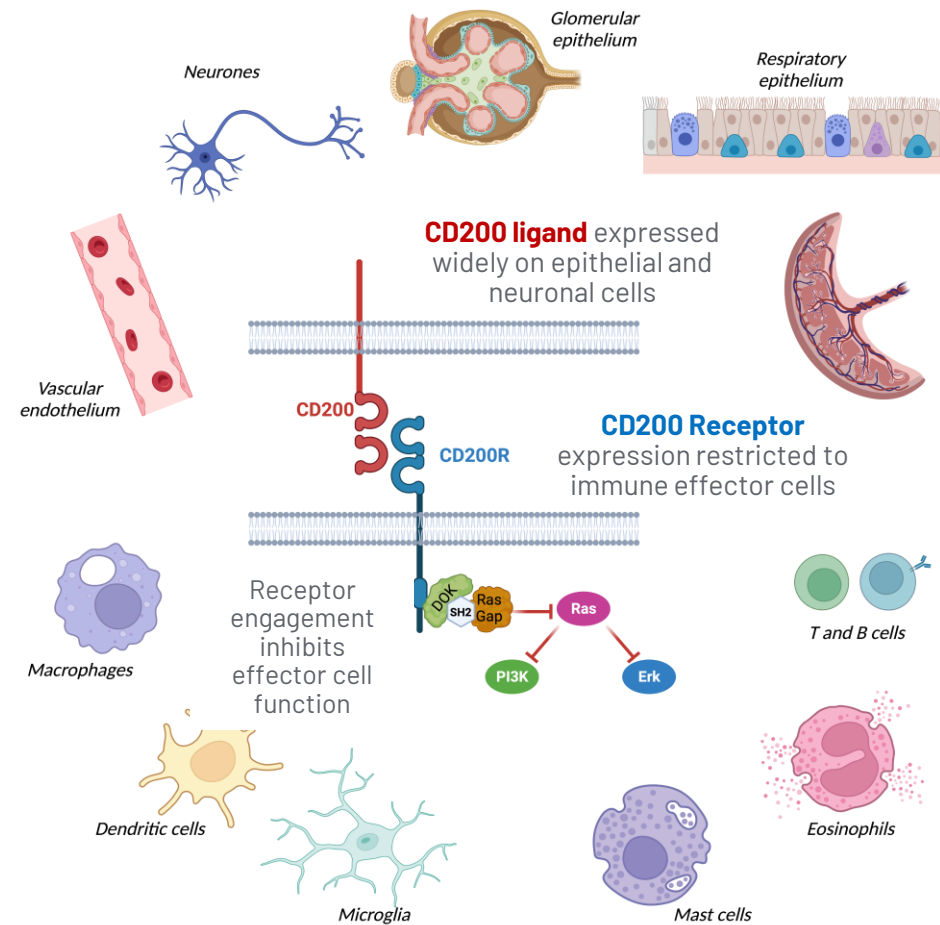 Glomerular
epithelium
Neurones
Respiratory
epithelium
CD200 ligand expressed
widely on epithelial and
neuronal cells
Vascular
endothelium
CD200
CD200R
CD200 Receptor
expression restricted to
immune effector cells
Receptor
engagement
inhibits
effector cell
function
DOK
SH2
Ras
Gap
Ras
PI3K
Erk
T and B cells
Macrophages
Dendritic cells
Eosinophils
Microglia
Mast cells